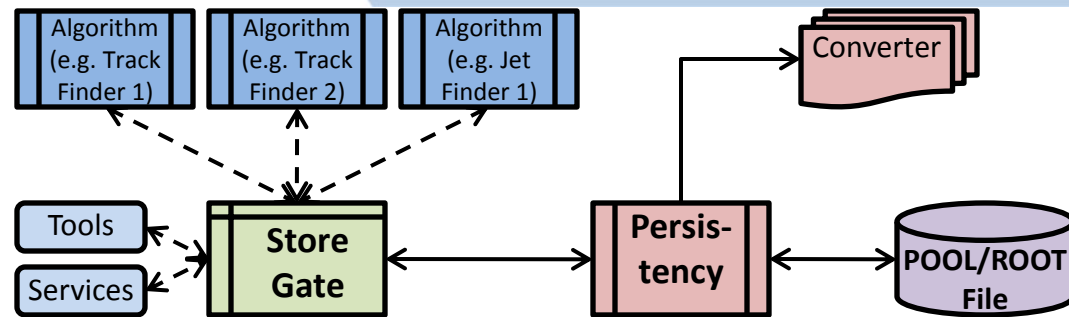 Algorithm
(e.g. Track
Finder 1)
Algorithm
(e.g. Track
Finder 2)
Algorithm
(e.g. Jet
Finder 1)
Converter
Tools
Services
Store
Gate
Persis-
tency
POOL/ROOT
File